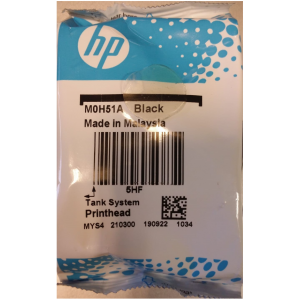 hp
M0H51A Black
Made in Malaysia
5HF
Tank System
Printhead
MYS4 210300 190922 1034